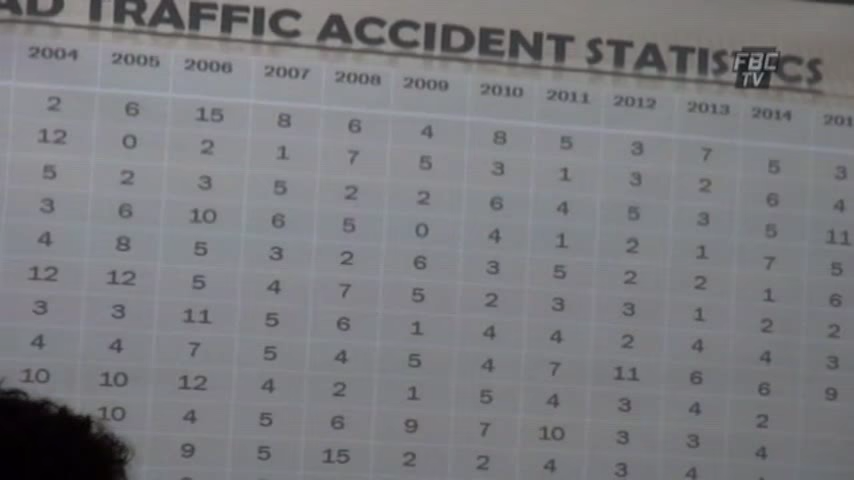 AD TRAFFIC ACCIDENT STATISTICS
FBC TV
2004 2005 2006 2007 2008 2009 2010 2011 2012 2013 2014 201
2 6 15 8 6 4 8 5 3 7 5 3
12 0 2 1 7 5 3 1 3 2 6 4
5 2 3 5 2 2 6 4 5 3 5 11
3 6 10 6 5 0 4 1 2 1 7 5
4 8 5 3 2 6 3 5 2 2 1 6
12 12 5 4 7 5 2 3 3 1 2 2
3 3 11 5 6 1 4 4 2 4 4 3
4 4 7 5 4 5 4 7 11 6 6 9
10 10 12 4 2 1 5 4 3 4 2
10 4 5 6 9 7 10 3 3 4
9 5 15 2 2 4 3 4